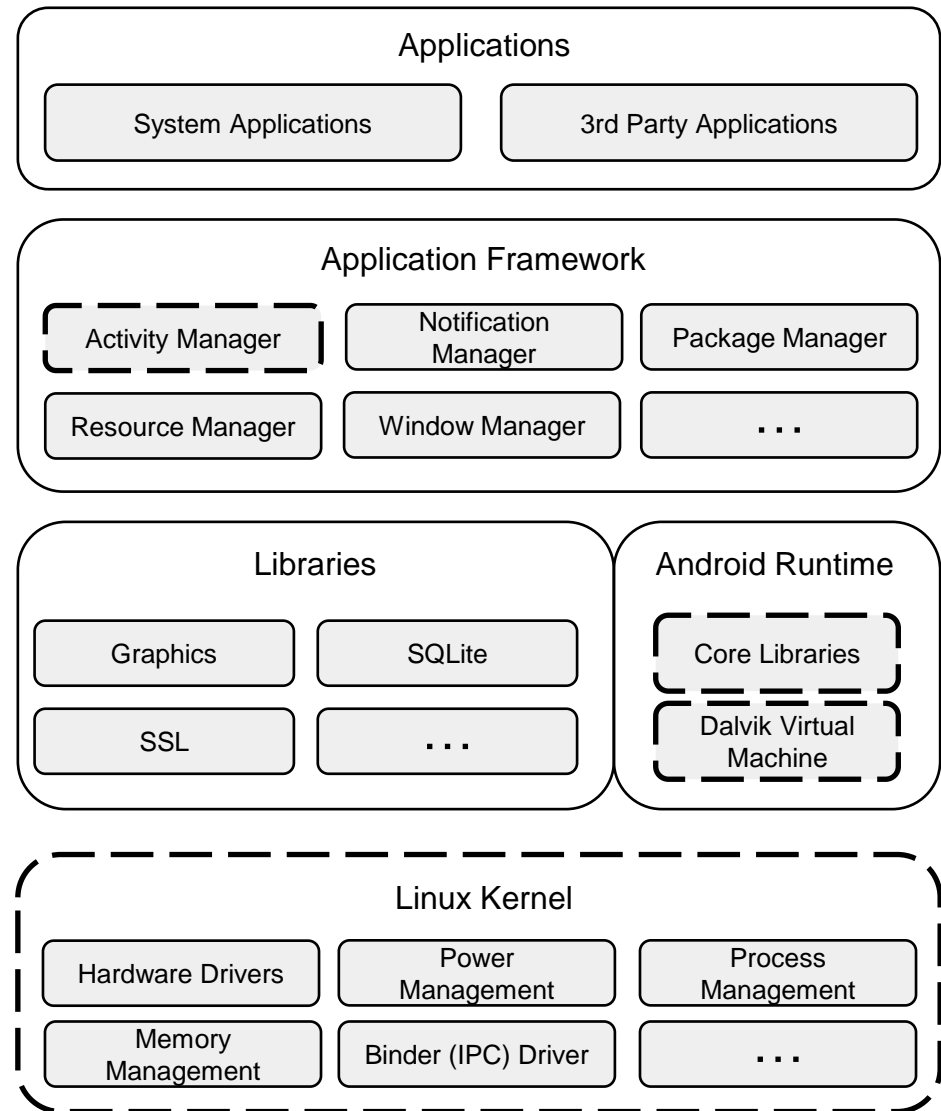 Applications
System Applications
3rd Party Applications
Application Framework
Activity Manager
Notification
Manager
Package Manager
Resource Manager
Window Manager
...
Libraries
Graphics
SQLite
SSL
...
Android Runtime
Core Libraries
Dalvik Virtual
Machine
Linux Kernel
Hardware Drivers
Power
Management
Process
Management
Memory
Management
Binder (IPC) Driver
...